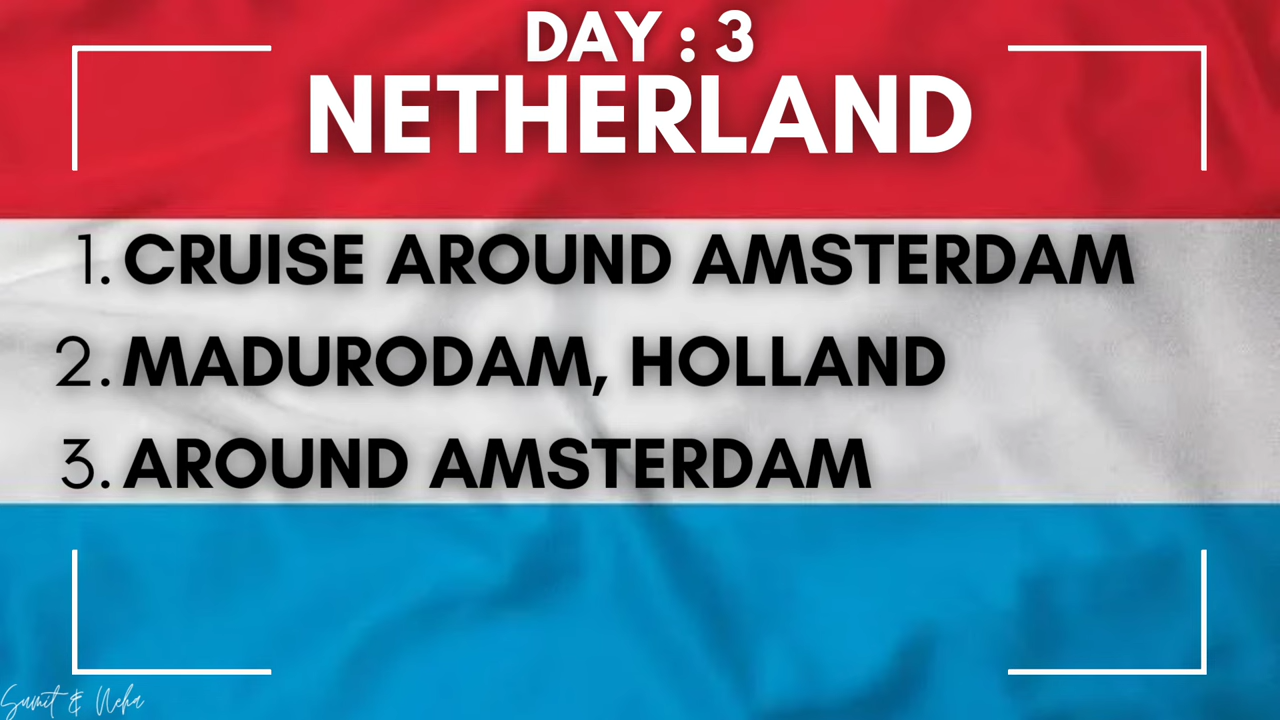 DAY : 3
NETHERLAND
1. CRUISE AROUND AMSTERDAM
2. MADURODAM, HOLLAND
3. AROUND AMSTERDAM
Sumit & Neha